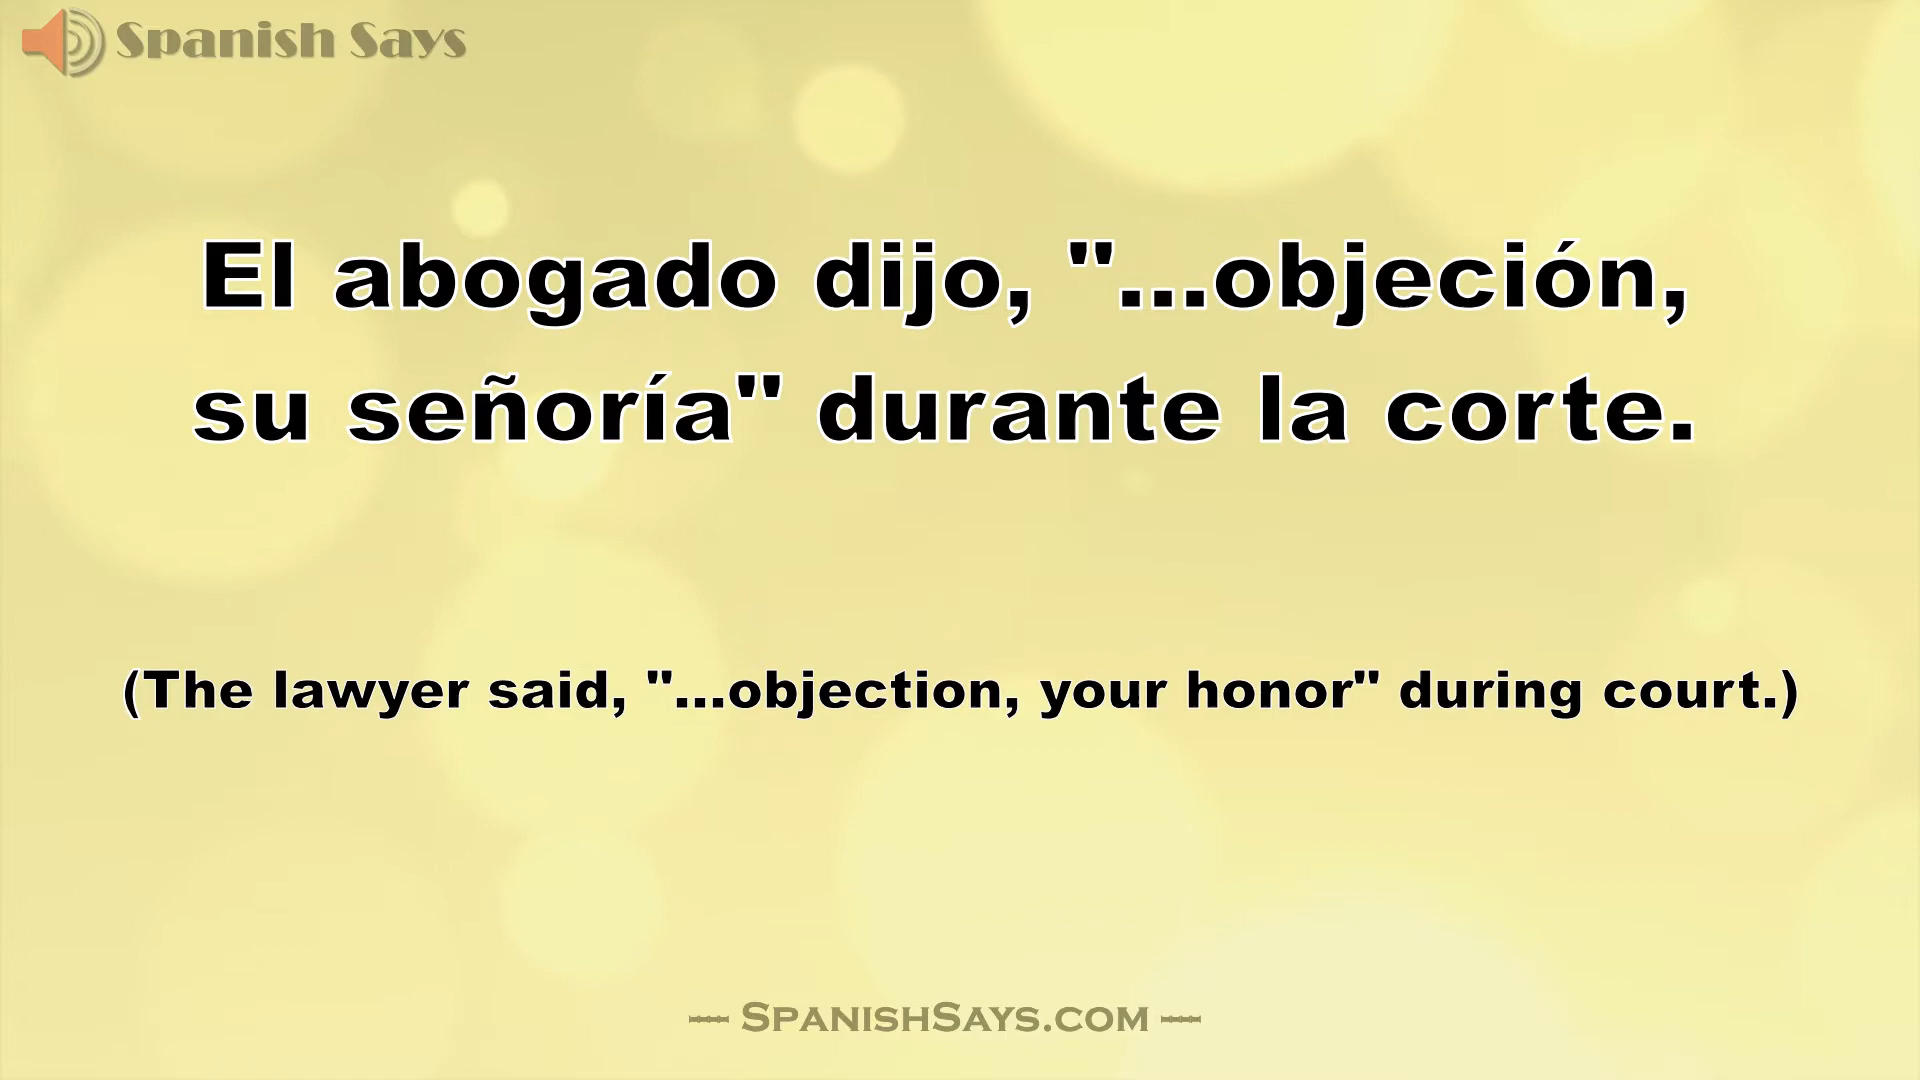 Spanish Says
El abogado dijo, "...objeción,
su señoría" durante la corte.
(The lawyer said, "...objection, your honor" during court.)
SpanishSays.com